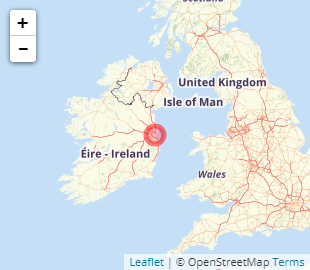 Scotland
+
−
United Kingdom
Isle of Man
Éire - Ireland
Wales
Leaflet | © OpenStreetMap Terms